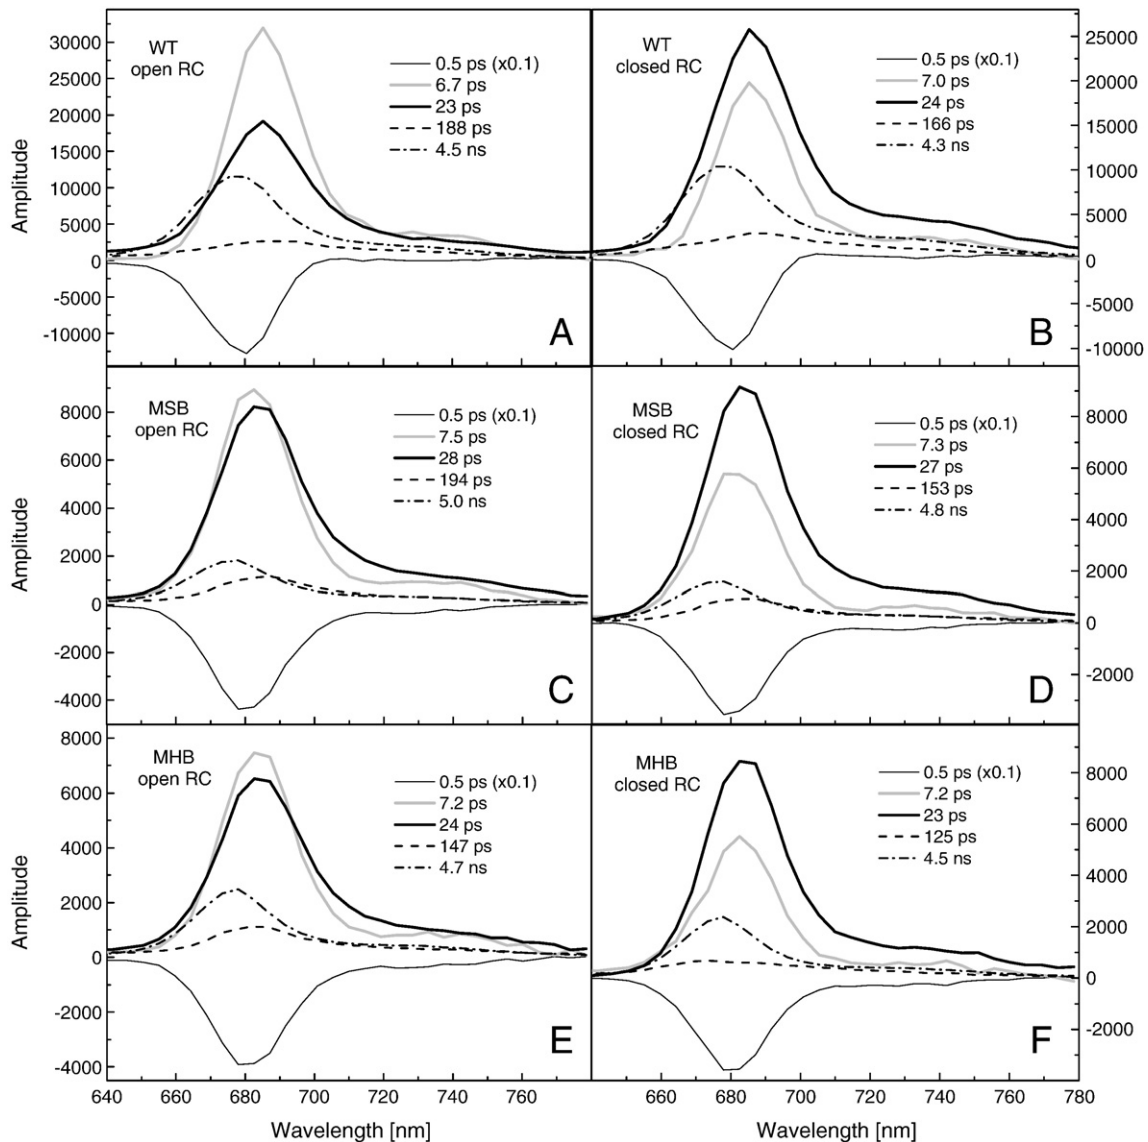 WT
open RC
0.5 ps (x0.1)
6.7 ps
23 ps
188 ps
4.5 ns
Amplitude
30000
25000
20000
15000
10000
5000
0
-5000
-10000
A
WT
closed RC
0.5 ps (x0.1)
7.0 ps
24 ps
166 ps
4.3 ns
25000
20000
15000
10000
5000
0
-5000
-10000
B
MSB
open RC
0.5 ps (x0.1)
7.5 ps
28 ps
194 ps
5.0 ns
Amplitude
8000
6000
4000
2000
0
-2000
-4000
C
MSB
closed RC
0.5 ps (x0.1)
7.3 ps
27 ps
153 ps
4.8 ns
8000
6000
4000
2000
0
-2000
D
MHB
open RC
0.5 ps (x0.1)
7.2 ps
24 ps
147 ps
4.7 ns
Amplitude
8000
6000
4000
2000
0
-2000
-4000
E
640 660 680 700 720 740 760
Wavelength [nm]
MHB
closed RC
0.5 ps (x0.1)
7.2 ps
23 ps
125 ps
4.5 ns
8000
6000
4000
2000
0
-2000
F
660 680 700 720 740 760 780
Wavelength [nm]